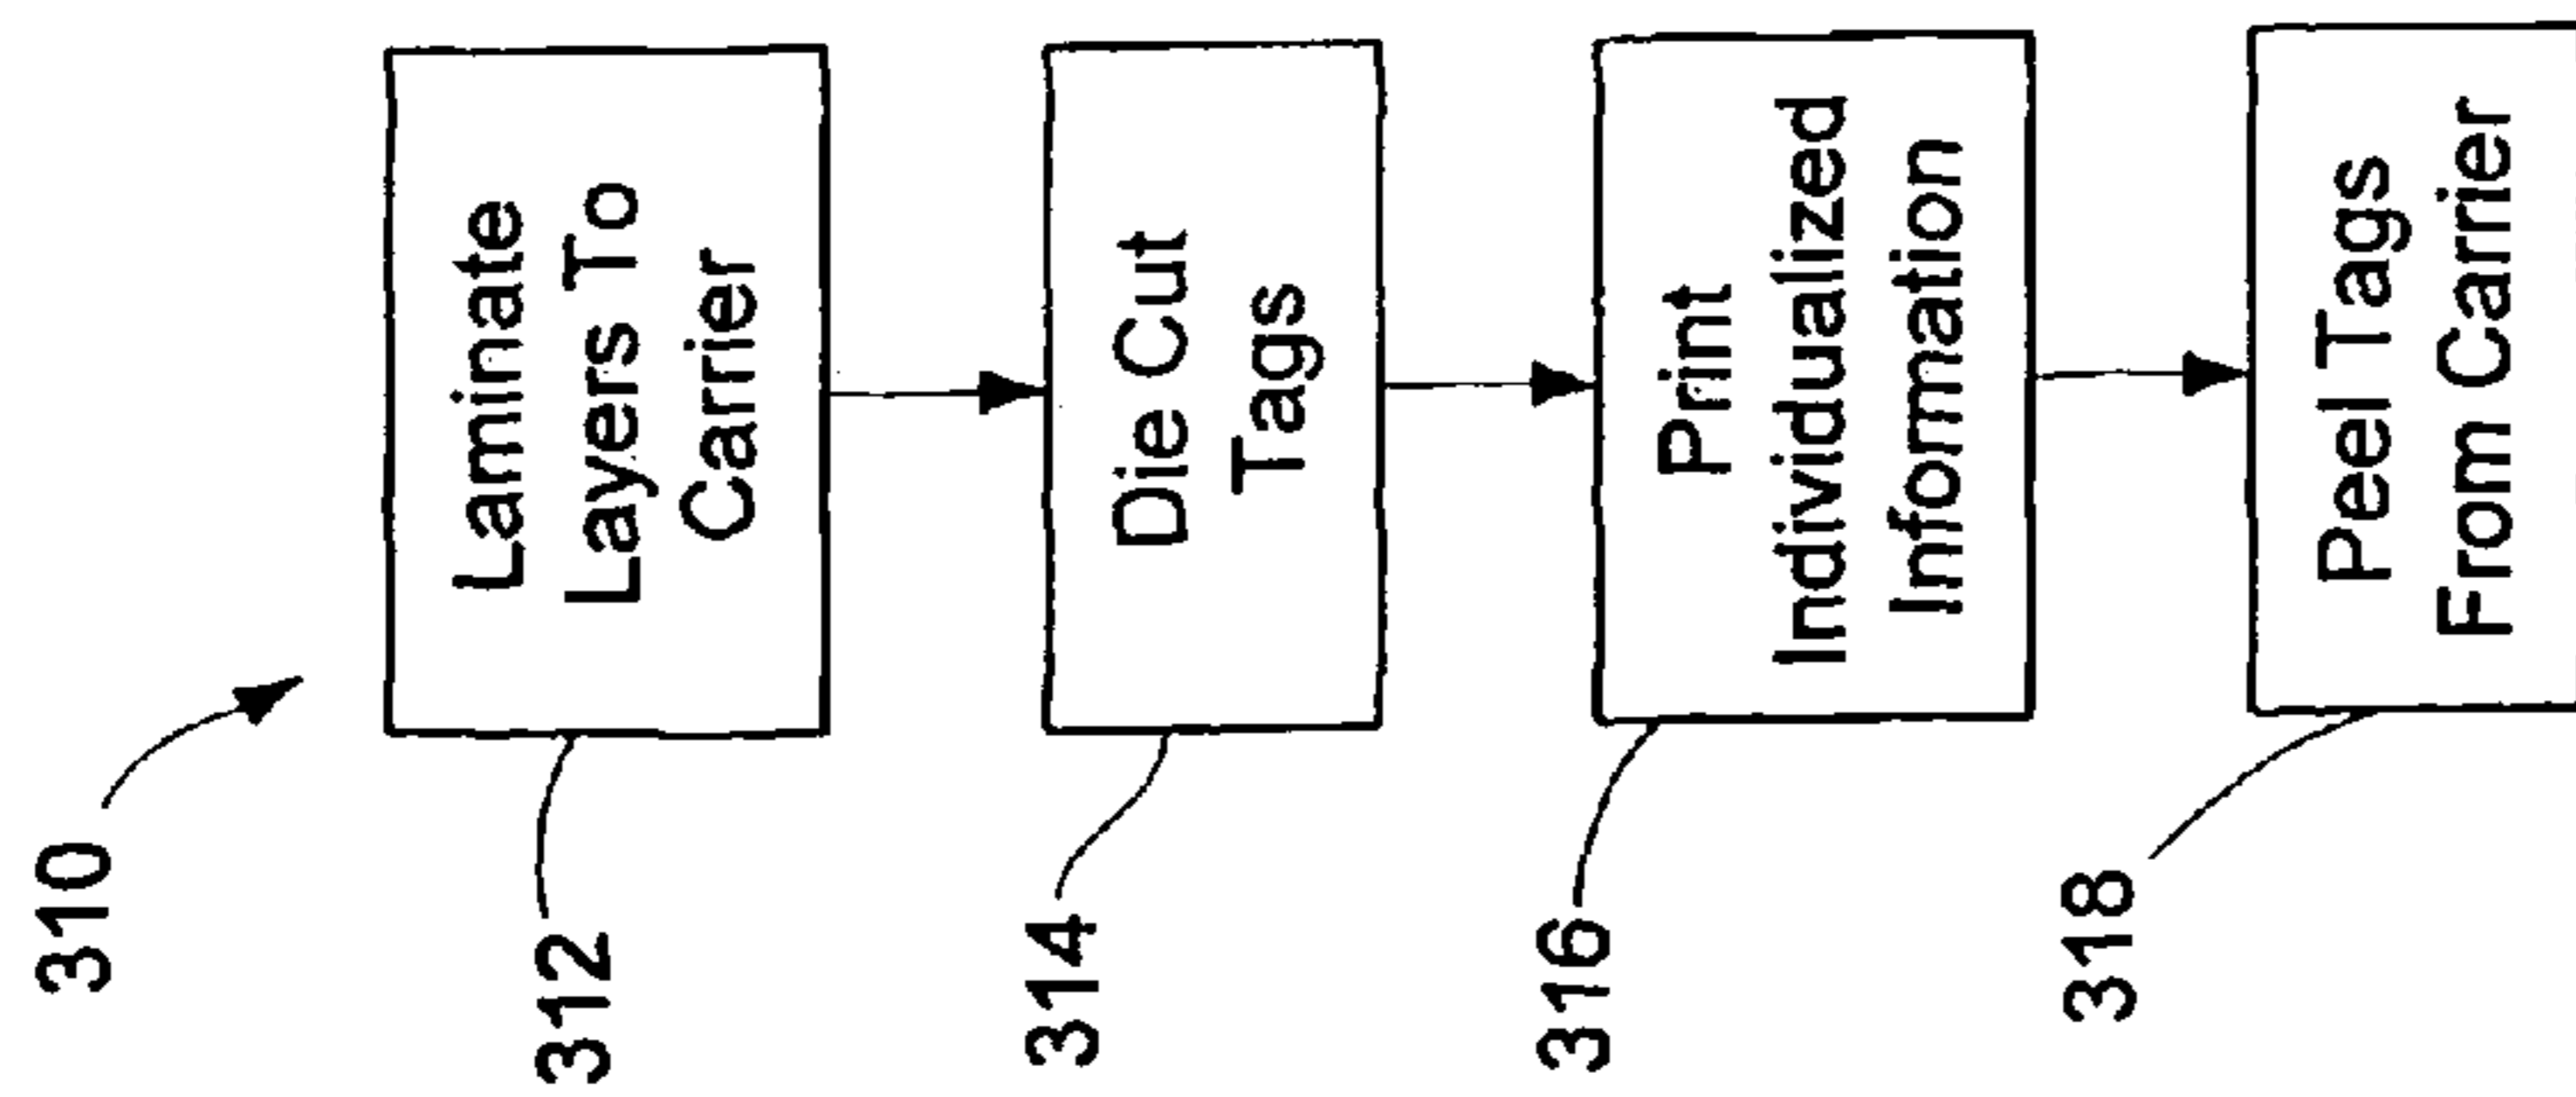 310
312
Laminate
Layers To
Carrier
314
Die Cut
Tags
316
Print
Individualized
Information
318
Peel Tags
From Carrier